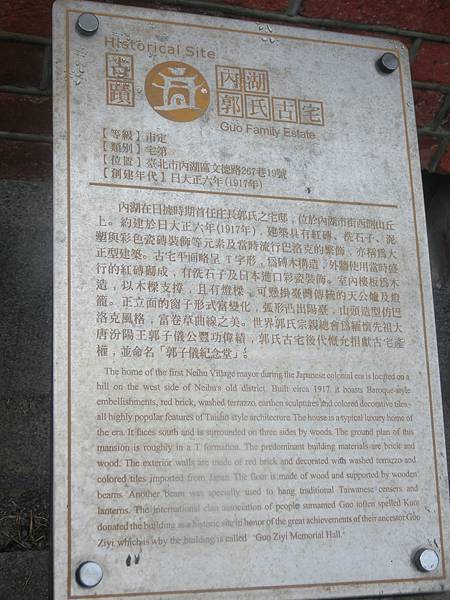 Historical Site
古蹟
內湖
郭氏古宅
Guo Family Estate
【等級】市定
【類別】宅第
【位置】臺北市內湖區文德路267巷19號
【創建年代】日大正六年(1917年)
內湖在日據時期首任庄長郭氏之宅邸,位於內湖市街西側山丘
上。約建於日大正六年(1917年),建築具有紅磚、洗石子、泥
塑與彩色瓷磚裝飾等元素及當時流行巴洛克的繁飾,亦稱為大
正型建築。古宅平面略呈T字形,為磚木構造,外牆使用當時盛
行的紅磚砌成,有洗石子及日本進口彩瓷裝飾。室內樓板為木
造,以木樑支撐,且有燈樑,可懸掛臺灣傳統的天公爐及燈
籠。正立面的窗子形式富變化,弧形凸出陽臺,山頭造型仿巴
洛克風格,富卷草曲線之美。世界郭氏宗親總會為緬懷先祖大
唐汾陽王郭子儀公豐功偉績,郭氏古宅後代慨允捐獻古宅產
權,並命名「郭子儀紀念堂」。
The home of the first Neihu Village mayor during the Japanese colonial era is located on a
hill on the west side of Neihu's old district. Built circa 1917 it boasts Baroque-style
embellishments, red brick, washed terrazzo, earthen sculptures and colored decorative tiles -
all highly popular features of Taisho-style architecture. The house is a typical luxury home of
the era. It faces south and is surrounded on three sides by woods. The ground plan of this
mansion is roughly in a T formation. The predominant building materials are brick and
wood. The exterior walls are made of red brick and decorated with washed terrazzo and
colored tiles imported from Japan. The floor is made of wood and supported by wooden
beams. Another beam was specially used to hang traditional Taiwanese censers and
lanterns. The international clan association of people surnamed Guo (often spelled Kuo)
donated the building as a historic site in honor of the great achievements of their ancestor Guo
Ziyi, which is why the building is called "Guo Ziyi Memorial Hall."